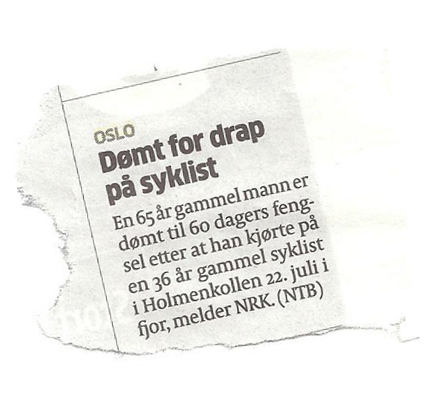 OSLO
Dømt for drap
på syklist
En 65 år gammel mann er
dømt til 60 dagers feng-
sel etter at han kjørte på
en 36 år gammel syklist
i Holmenkollen 22. juli i
fjor, melder NRK. (NTB)